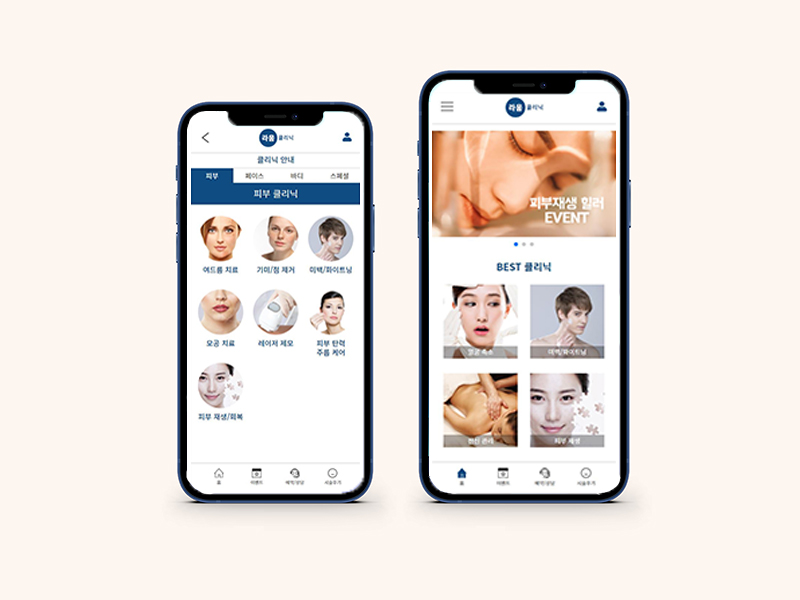 라움 클리닉
클리닉 안내
피부 페이스 바디 스페셜
피부 클리닉
여드름 치료 기미/점 제거 미백/화이트닝
모공 치료 레이저 제모 피부 탄력
주름 케어
피부 재생/회복
홈 이벤트 예약/상담 시술후기
라움 클리닉
피부재생 힐러
EVENT
BEST 클리닉
얼굴 축소 미백/화이트닝
전신 관리 피부 재생
홈 이벤트 예약/상담 시술후기